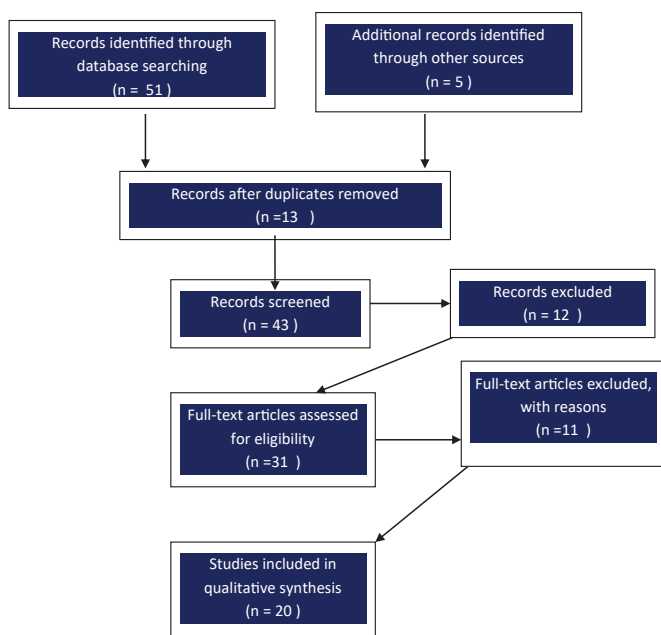 Records identified through
database searching
(n = 51 )
Additional records identified
through other sources
(n = 5 )
Records after duplicates removed
(n =13 )
Records screened
(n = 43 )
Records excluded
(n = 12 )
Full-text articles assessed
for eligibility
(n =31 )
Full-text articles excluded,
with reasons
(n =11 )
Studies included in
qualitative synthesis
(n = 20 )